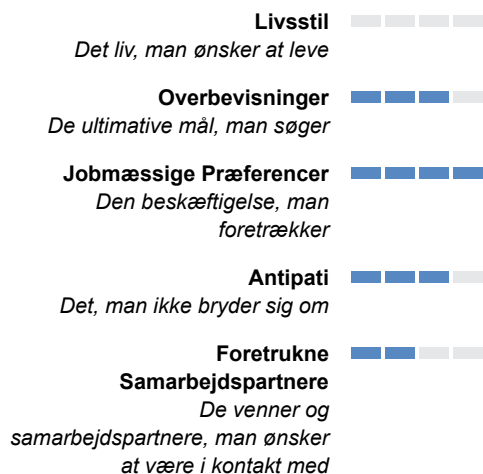 Livsstil
Det liv, man ønsker at leve
Overbevisninger
De ultimative mål, man søger
Jobmæssige Præferencer
Den beskæftigelse, man
foretrækker
Antipati
Det, man ikke bryder sig om
Foretrukne
Samarbejdspartnere
De venner og
samarbejdspartnere, man ønsker
at være i kontakt med